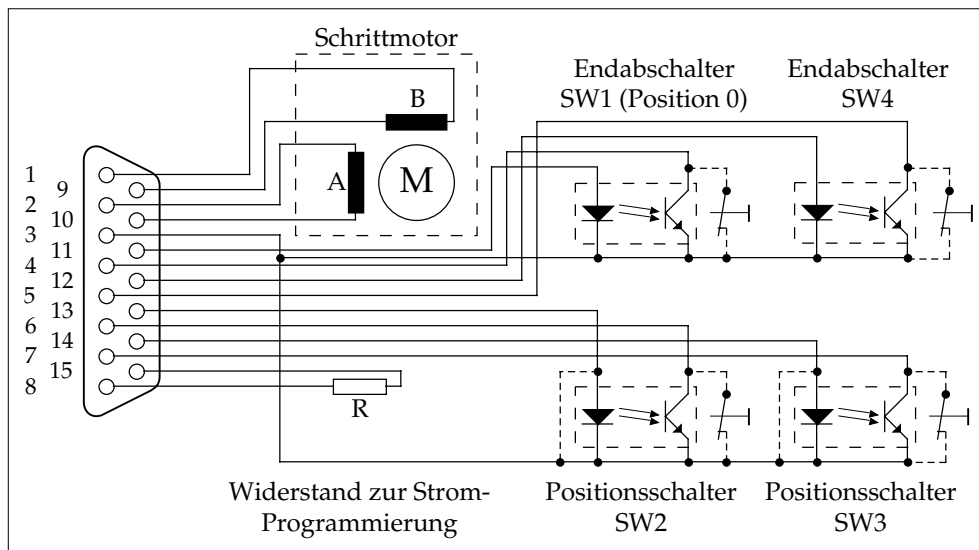 Schrittmotor
B
A
M
Endabschalter
SW1 (Position 0)
Endabschalter
SW4
1
9
2
10
3
11
4
12
5
13
6
14
7
15
8
R
Widerstand zur Strom-
Programmierung
Positionsschalter
SW2
Positionsschalter
SW3